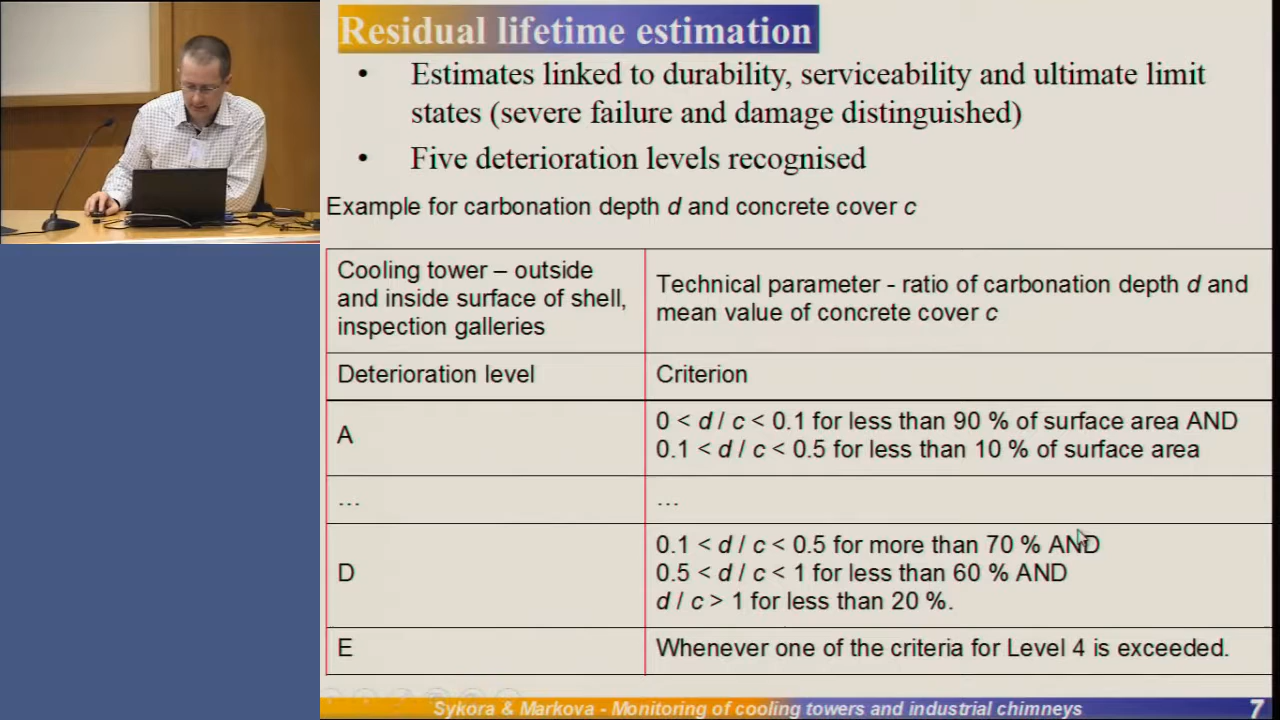 Residual lifetime estimation
• Estimates linked to durability, serviceability and ultimate limit
states (severe failure and damage distinguished)
• Five deterioration levels recognised
Example for carbonation depth d and concrete cover c
Cooling tower – outside
and inside surface of shell,
inspection galleries
Technical parameter - ratio of carbonation depth d and
mean value of concrete cover c
Deterioration level
Criterion
A
0 < d / c < 0.1 for less than 90 % of surface area AND
0.1 < d / c < 0.5 for less than 10 % of surface area
...
...
D
0.1 < d / c < 0.5 for more than 70 % AND
0.5 < d / c < 1 for less than 60 % AND
d / c > 1 for less than 20 %.
E
Whenever one of the criteria for Level 4 is exceeded.
Sykora & Markova - Monitoring of cooling towers and industrial chimneys
7